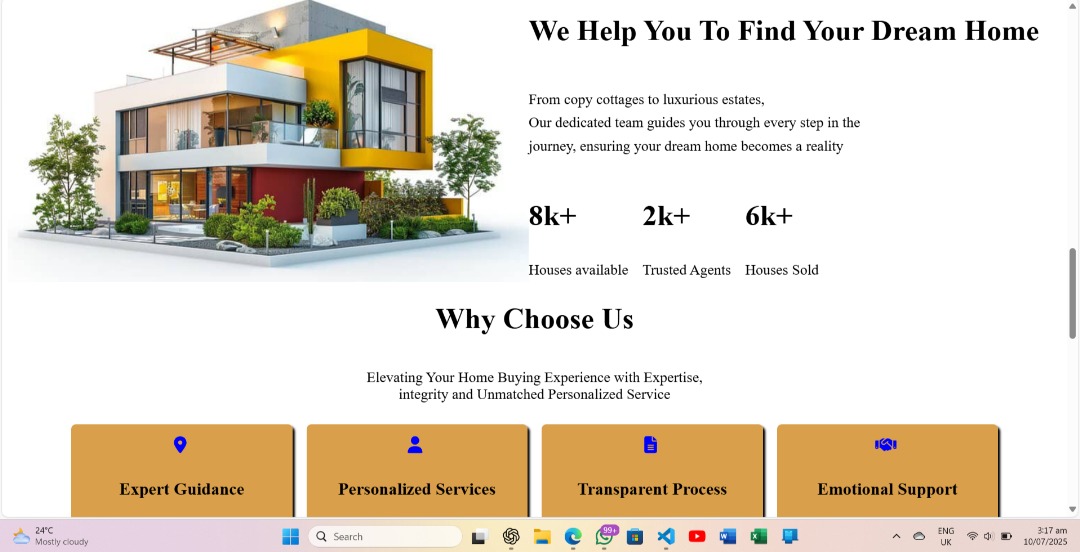 We Help You To Find Your Dream Home
From copy cottages to luxurious estates,
Our dedicated team guides you through every step in the
journey, ensuring your dream home becomes a reality
8k+ 2k+ 6k+
Houses available Trusted Agents Houses Sold
Why Choose Us
Elevating Your Home Buying Experience with Expertise,
integrity and Unmatched Personalized Service
Expert Guidance Personalized Services Transparent Process Emotional Support
24°C
Mostly cloudy
Search
99+
ENG
UK
3:17 am
10/07/2025